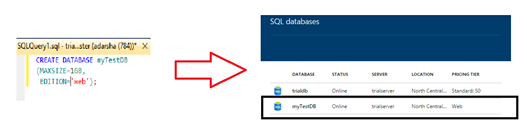 SQLQuery1.sql - tria...ster (adarsha (784))*
CREATE DATABASE myTestDB
(MAXSIZE=1GB,
EDITION='web');
SQL databases
DATABASE STATUS SERVER LOCATION PRICING TIER
trialdb Online trialserver North Central... Standard: S0
myTestDB Online trialserver North Central... Web